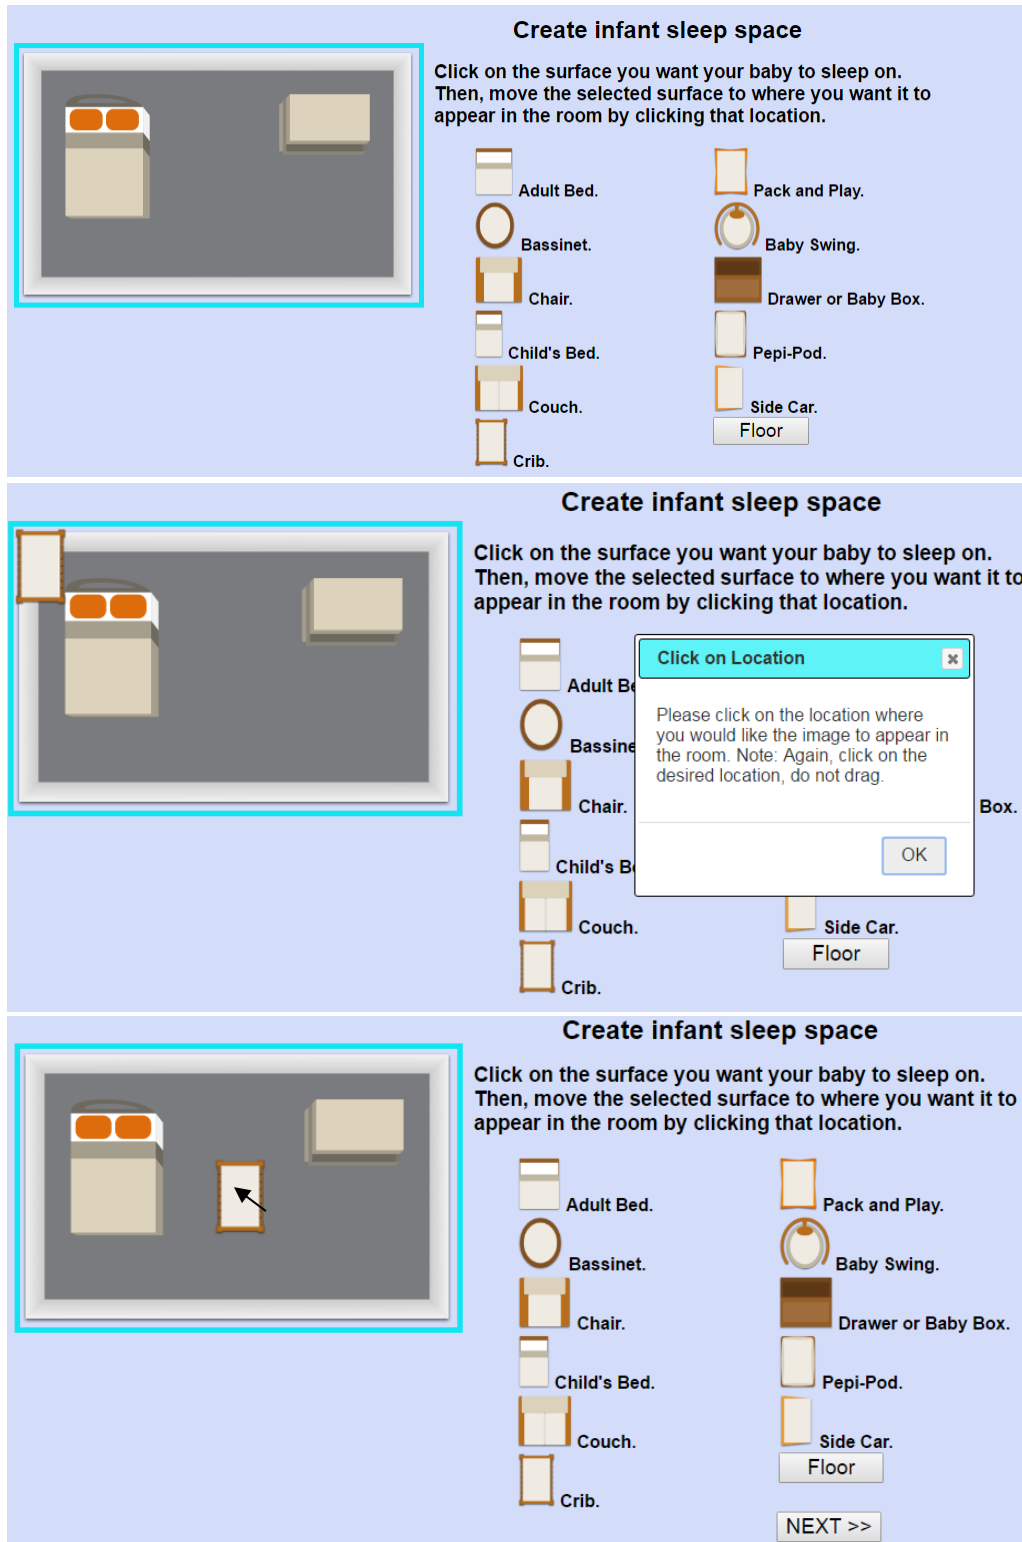 Create infant sleep space
Click on the surface you want your baby to sleep on.
Then, move the selected surface to where you want it to
appear in the room by clicking that location.
Adult Bed.
Pack and Play.
Bassinet.
Baby Swing.
Chair.
Drawer or Baby Box.
Child's Bed.
Pepi-Pod.
Couch.
Side Car.
Floor
Crib.
Create infant sleep space
Click on the surface you want your baby to sleep on.
Then, move the selected surface to where you want it to
appear in the room by clicking that location.
Click on Location
Please click on the location where
you would like the image to appear in
the room. Note: Again, click on the
desired location, do not drag.
OK
Adult Be
Bassine
Chair.
Box.
Child's B
Couch.
Side Car.
Floor
Crib.
Create infant sleep space
Click on the surface you want your baby to sleep on.
Then, move the selected surface to where you want it to
appear in the room by clicking that location.
Adult Bed.
Pack and Play.
Bassinet.
Baby Swing.
Chair.
Drawer or Baby Box.
Child's Bed.
Pepi-Pod.
Couch.
Side Car.
Floor
Crib.
NEXT >>